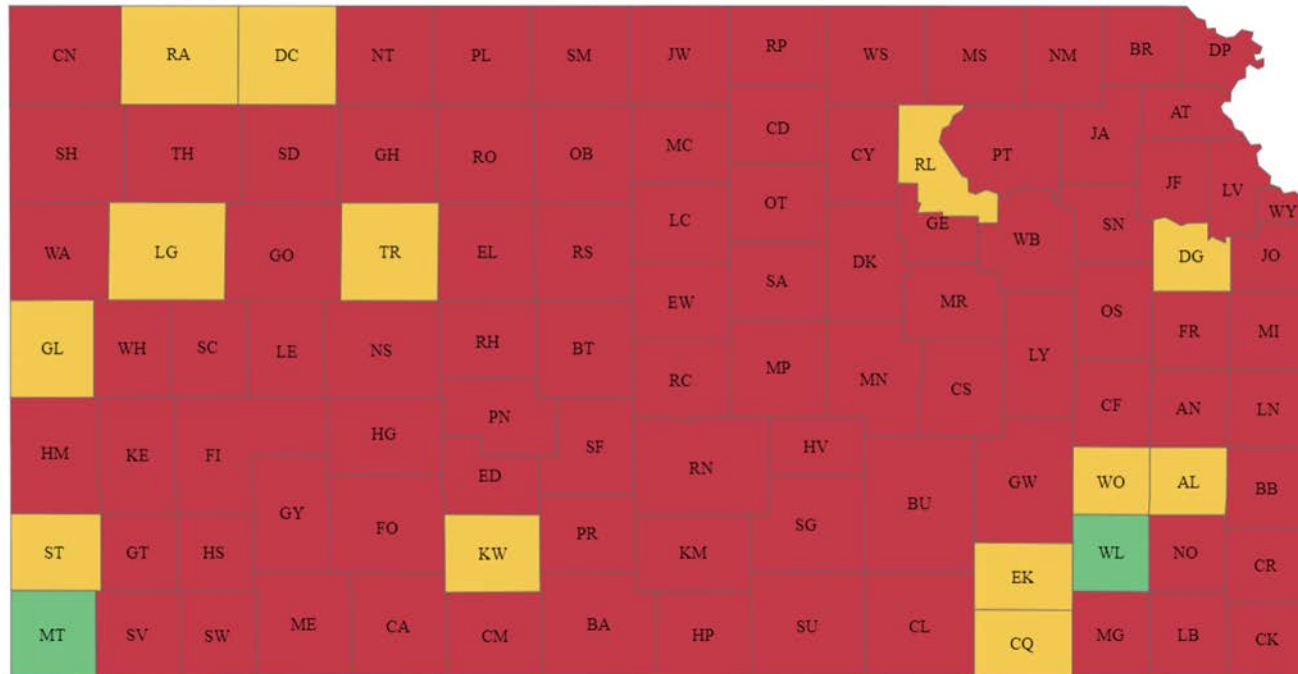 CN RA DC NT PL SM JW RP WS MS NM BR DP
SH TH SD GH RO OB MC CD CY RL PT JA AT
JF LV WY
WA LG GO TR EL RS LC OT DK GE WB SN DG JO
GL WH SC LE NS RH BT EW SA MR LY OS FR MI
RC MP MN CS CF AN LN
HM KE FI HG PN SF RN HV BU GW WO AL BB
GY ED SG
ST GT HS FO KW PR KM EK WL NO CR
MT SV SW ME CA CM BA HP SU CL CQ MG LB CK